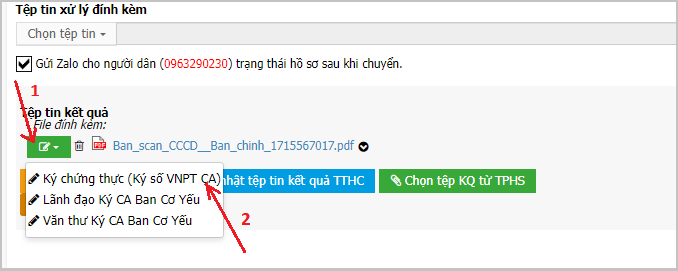 Tệp tin xử lý đính kèm
Chọn tệp tin
Gửi Zalo cho người dân (0963290230) trạng thái hồ sơ sau khi chuyển.
1
Tệp tin kết quả
File đính kèm:
PDF Ban_scan_CCCD__Ban_chinh_1715567017.pdf
Ký chứng thực (Ký số VNPT CA)
nhật tệp tin kết quả TTHC
Chọn tệp KQ từ TPHS
Lãnh đạo Ký CA Ban Cơ Yếu
Văn thư Ký CA Ban Cơ Yếu
2